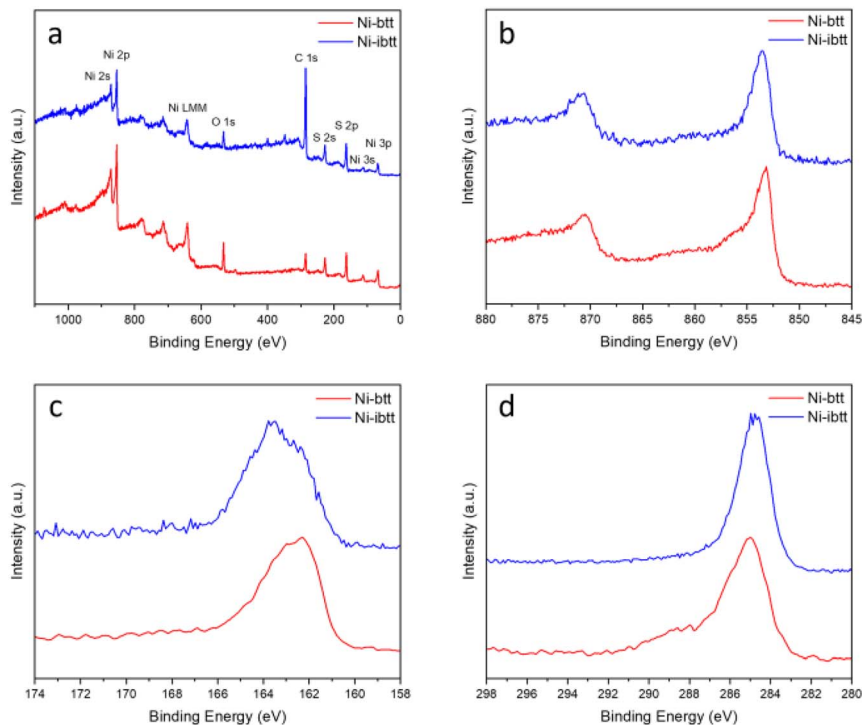 a
Ni-btt
Ni-ibtt
Ni 2s
Ni 2p
Ni LMM
O 1s
C 1s
S 2s
S 2p
Ni 3s
Ni 3p
Intensity (a.u.)
1000 800 600 400 200 0
Binding Energy (eV)
b
Ni-btt
Ni-ibtt
Intensity (a.u.)
880 875 870 865 860 855 850 845
Binding Energy (eV)
c
Ni-btt
Ni-ibtt
Intensity (a.u.)
174 172 170 168 166 164 162 160 158
Binding Energy (eV)
d
Ni-btt
Ni-ibtt
Intensity (a.u.)
298 296 294 292 290 288 286 284 282 280
Binding Energy (eV)